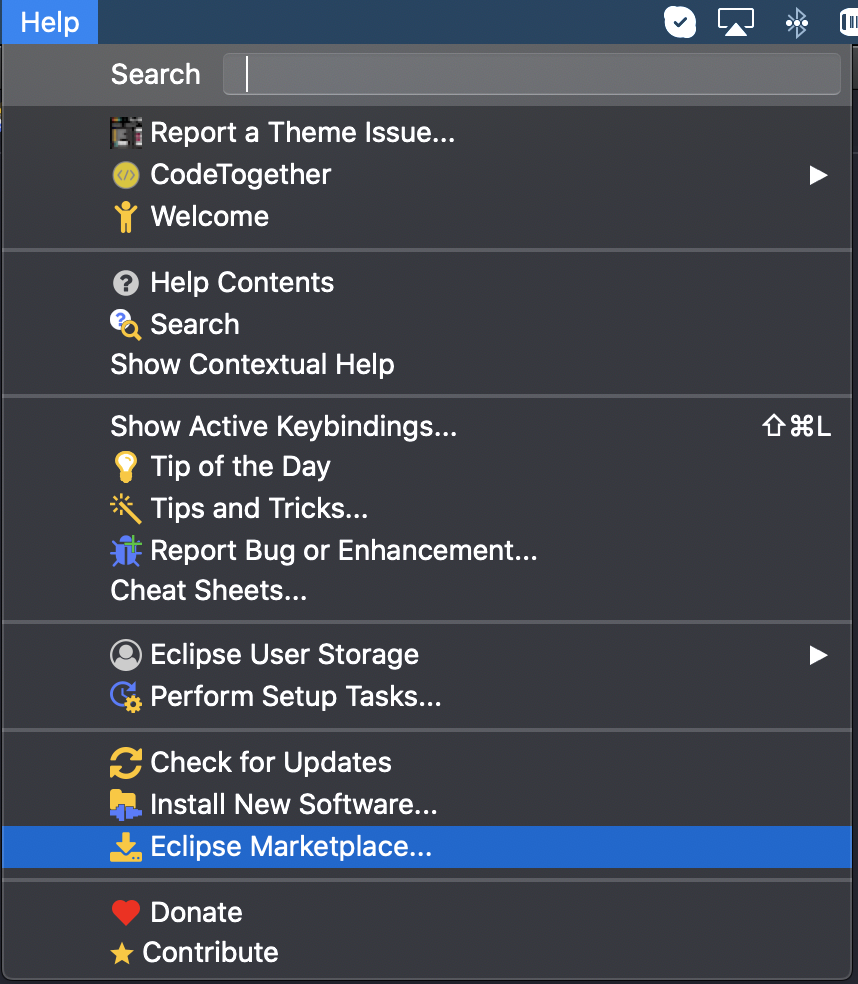 Help
Search
Report a Theme Issue...
CodeTogether
Welcome
Help Contents
Search
Show Contextual Help
Show Active Keybindings... ⇧⌘L
Tip of the Day
Tips and Tricks...
Report Bug or Enhancement...
Cheat Sheets...
Eclipse User Storage
Perform Setup Tasks...
Check for Updates
Install New Software...
Eclipse Marketplace...
Donate
Contribute